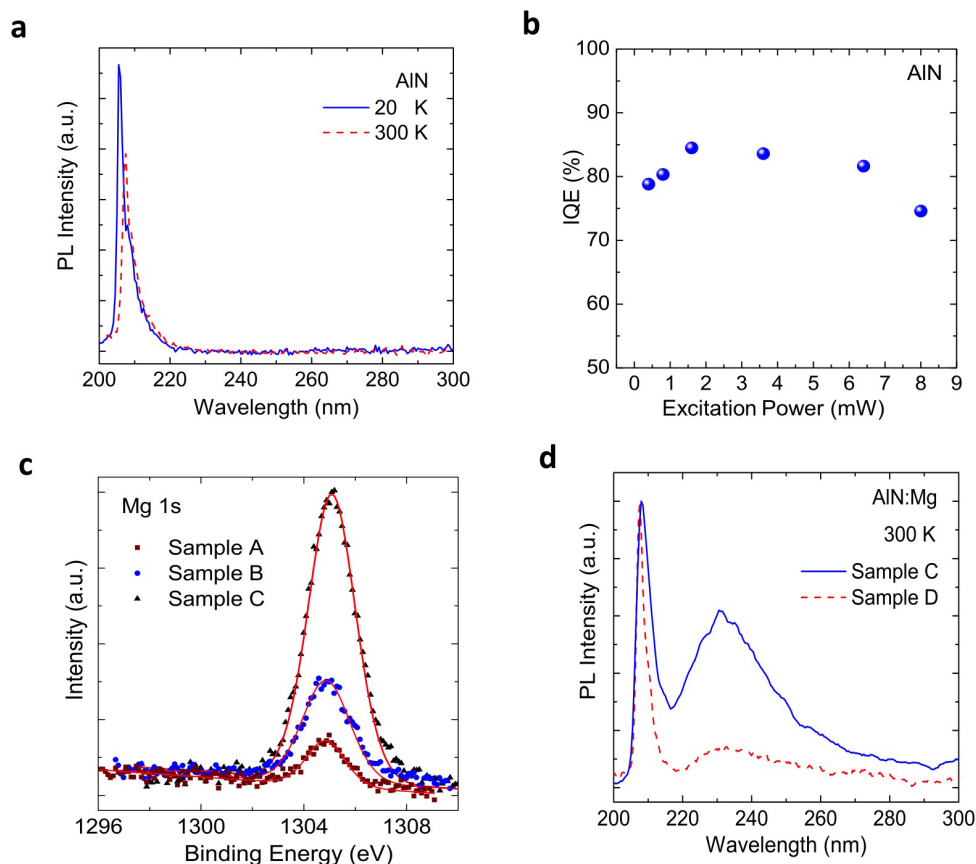 a
AlN
20 K
300 K
PL Intensity (a.u.)
200 220 240 260 280 300
Wavelength (nm)
b
AlN
100
90
80
70
60
50
IQE (%)
0 1 2 3 4 5 6 7 8 9
Excitation Power (mW)
c
Mg 1s
Sample A
Sample B
Sample C
Intensity (a.u.)
1296 1300 1304 1308
Binding Energy (eV)
d
AlN:Mg
300 K
Sample C
Sample D
PL Intensity (a.u.)
200 220 240 260 280 300
Wavelength (nm)